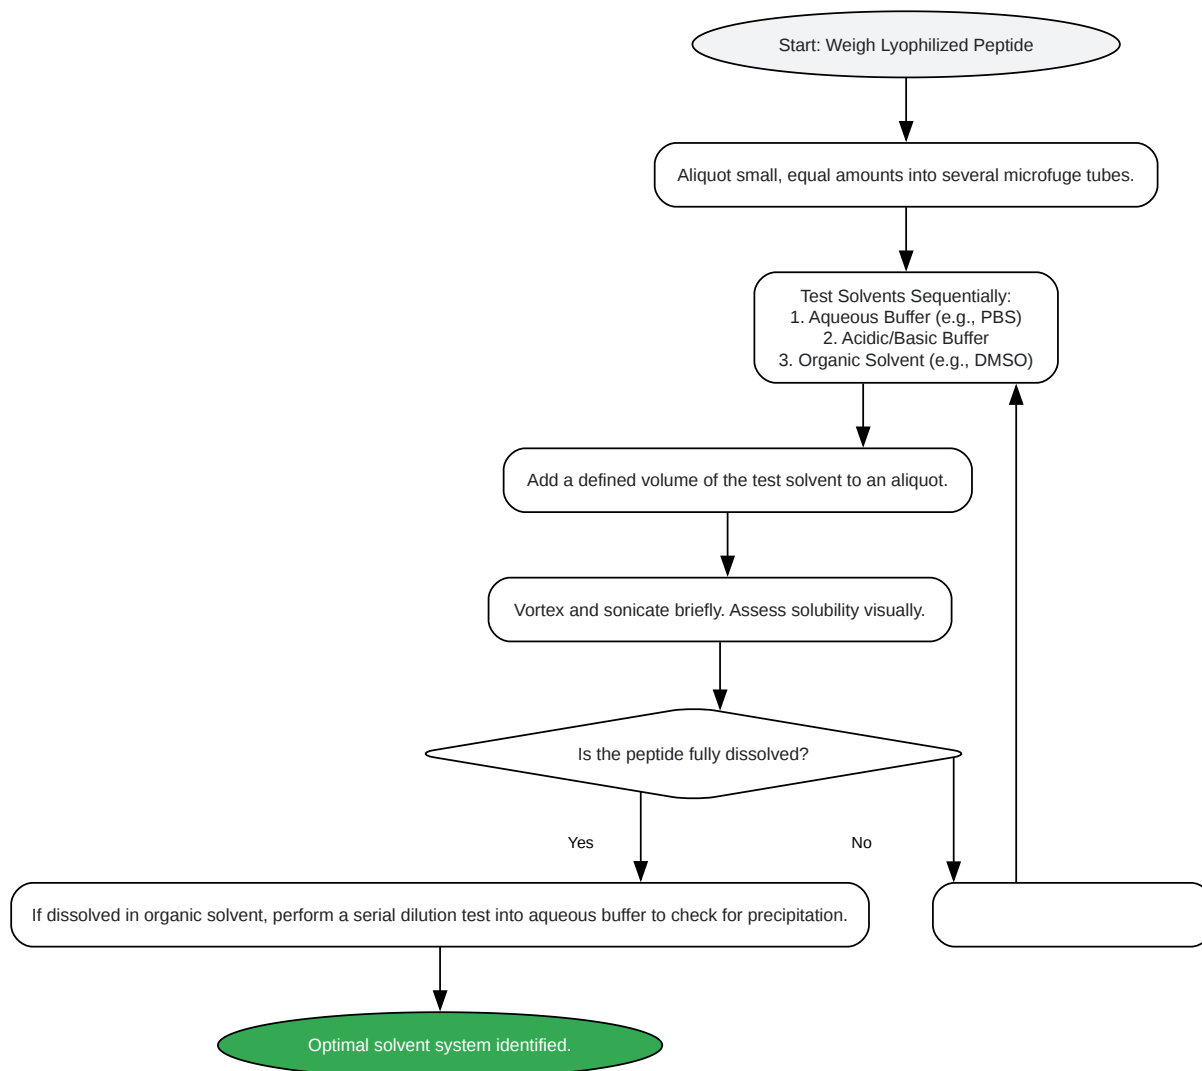 Start: Weigh Lyophilized Peptide
Aliquot small, equal amounts into several microfuge tubes.
Test Solvents Sequentially:
1. Aqueous Buffer (e.g., PBS)
2. Acidic/Basic Buffer
3. Organic Solvent (e.g., DMSO)
Add a defined volume of the test solvent to an aliquot.
Vortex and sonicate briefly. Assess solubility visually.
Is the peptide fully dissolved?
Yes
No
If dissolved in organic solvent, perform a serial dilution test into aqueous buffer to check for precipitation.
Optimal solvent system identified.